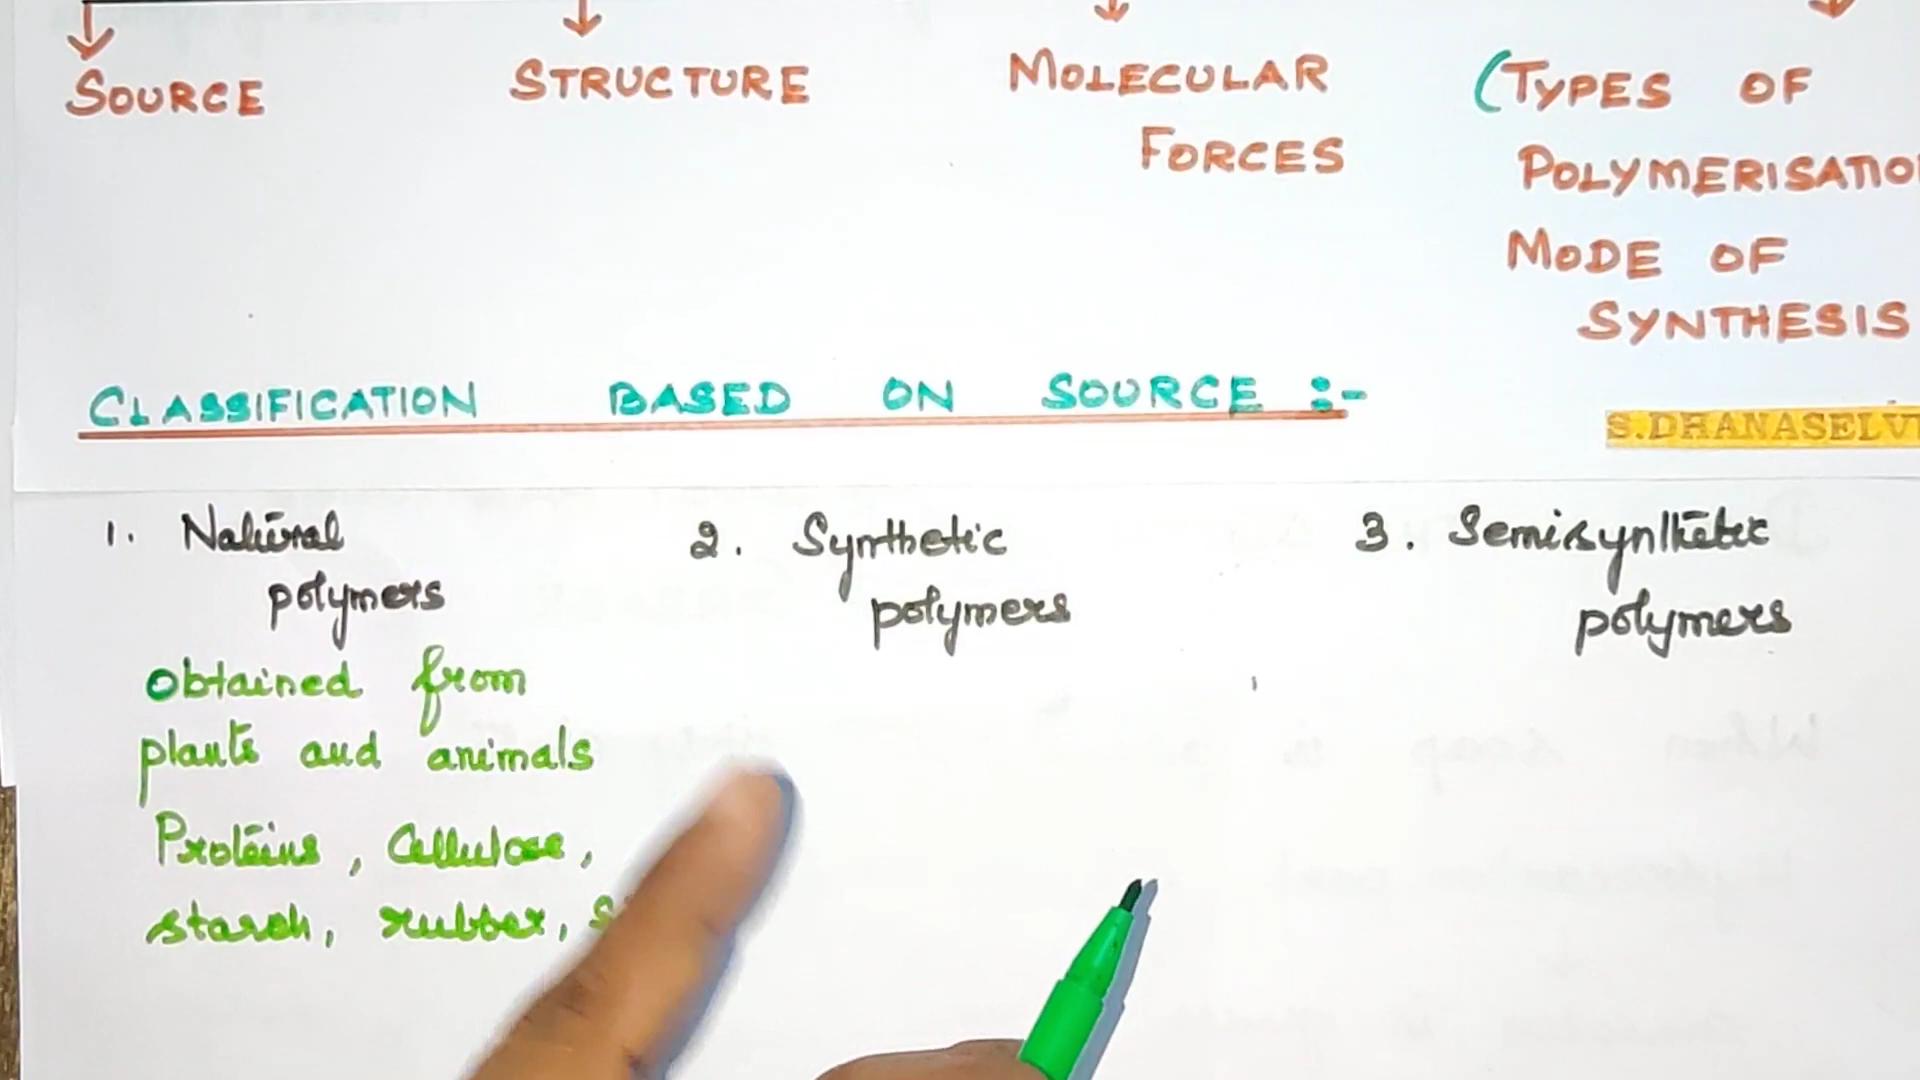 SOURCE
STRUCTURE
MOLECULAR
FORCES
(TYPES OF
POLYMERISATIO
MODE OF
SYNTHESIS
CLASSIFICATION BASED ON SOURCE :-
S.DHANASELVI
1. Natural
polymers
2. Synthetic
polymers
3. Semisynthetic
polymers
Obtained from
plants and animals
Proteins, Cellulose,
starch, rubber,